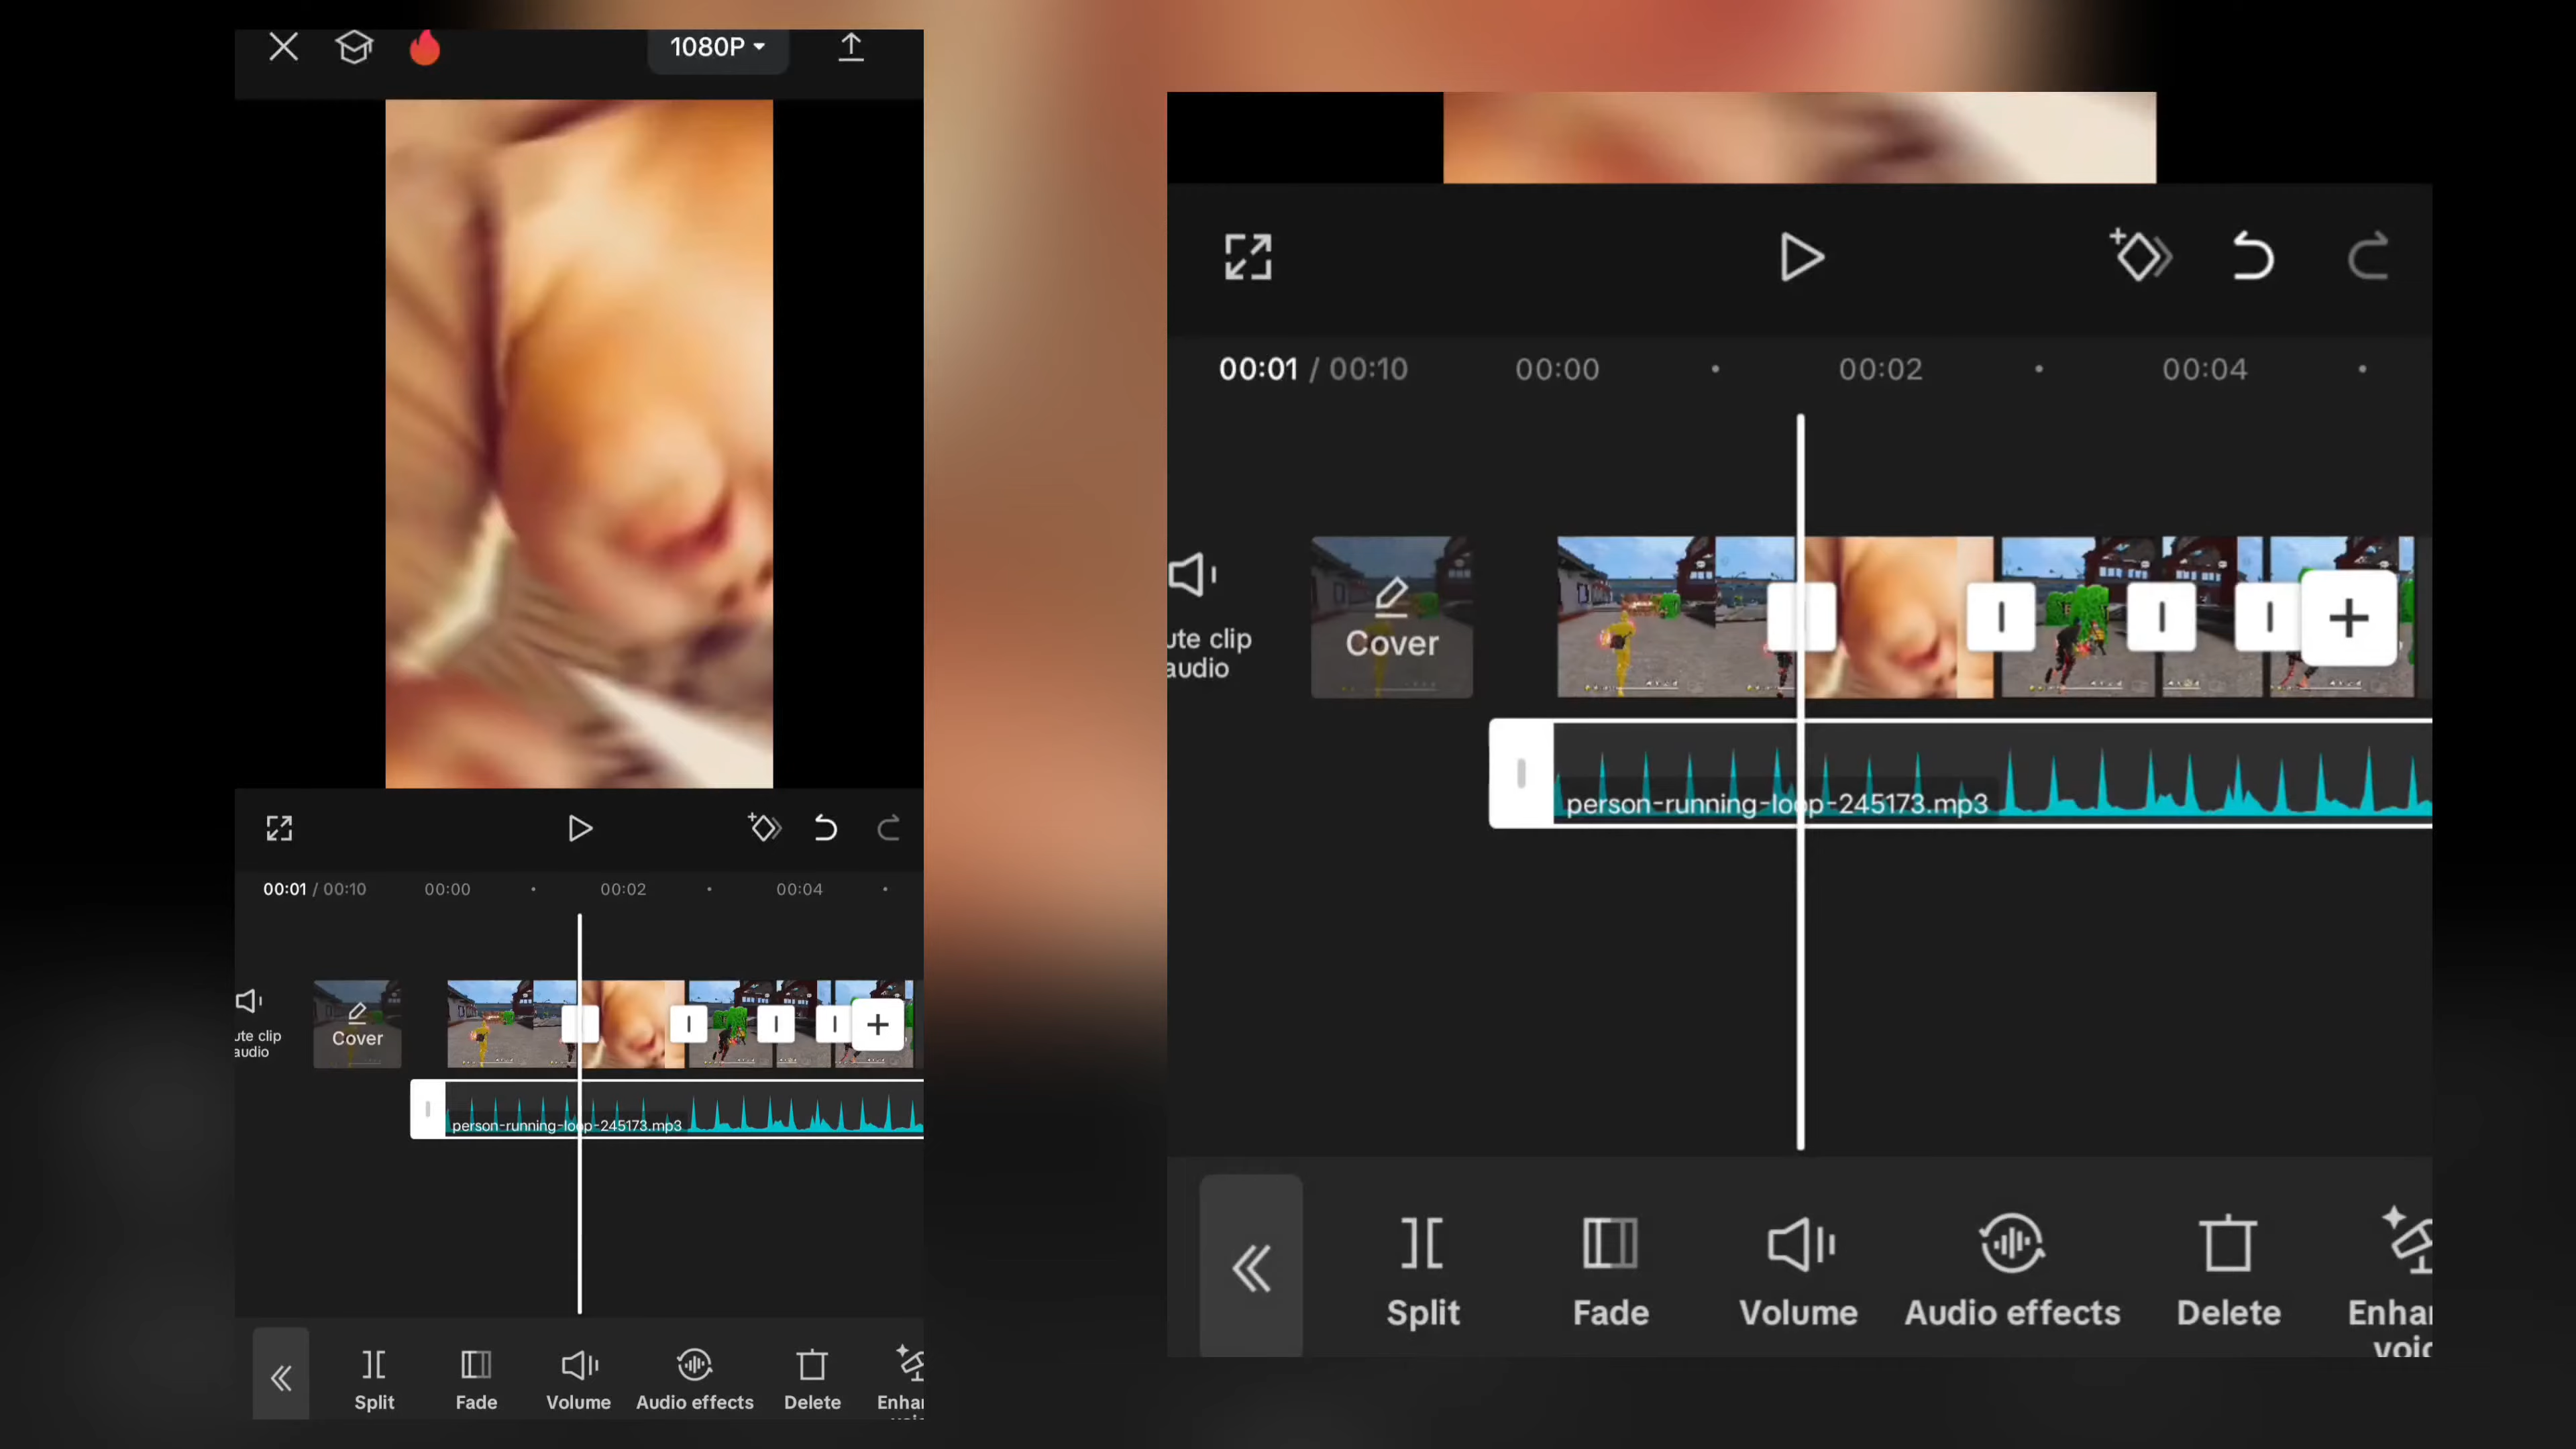 1080P
00:01 / 00:10 00:00 00:02 00:04
ute clip
audio
Cover
person-running-loop-245173.mp3
Split Fade Volume Audio effects Delete Enha
00:01 / 00:10 00:00 00:02 00:04
ute clip
audio
Cover
person-running-loop-245173.mp3
Split Fade Volume Audio effects Delete Enha
voic